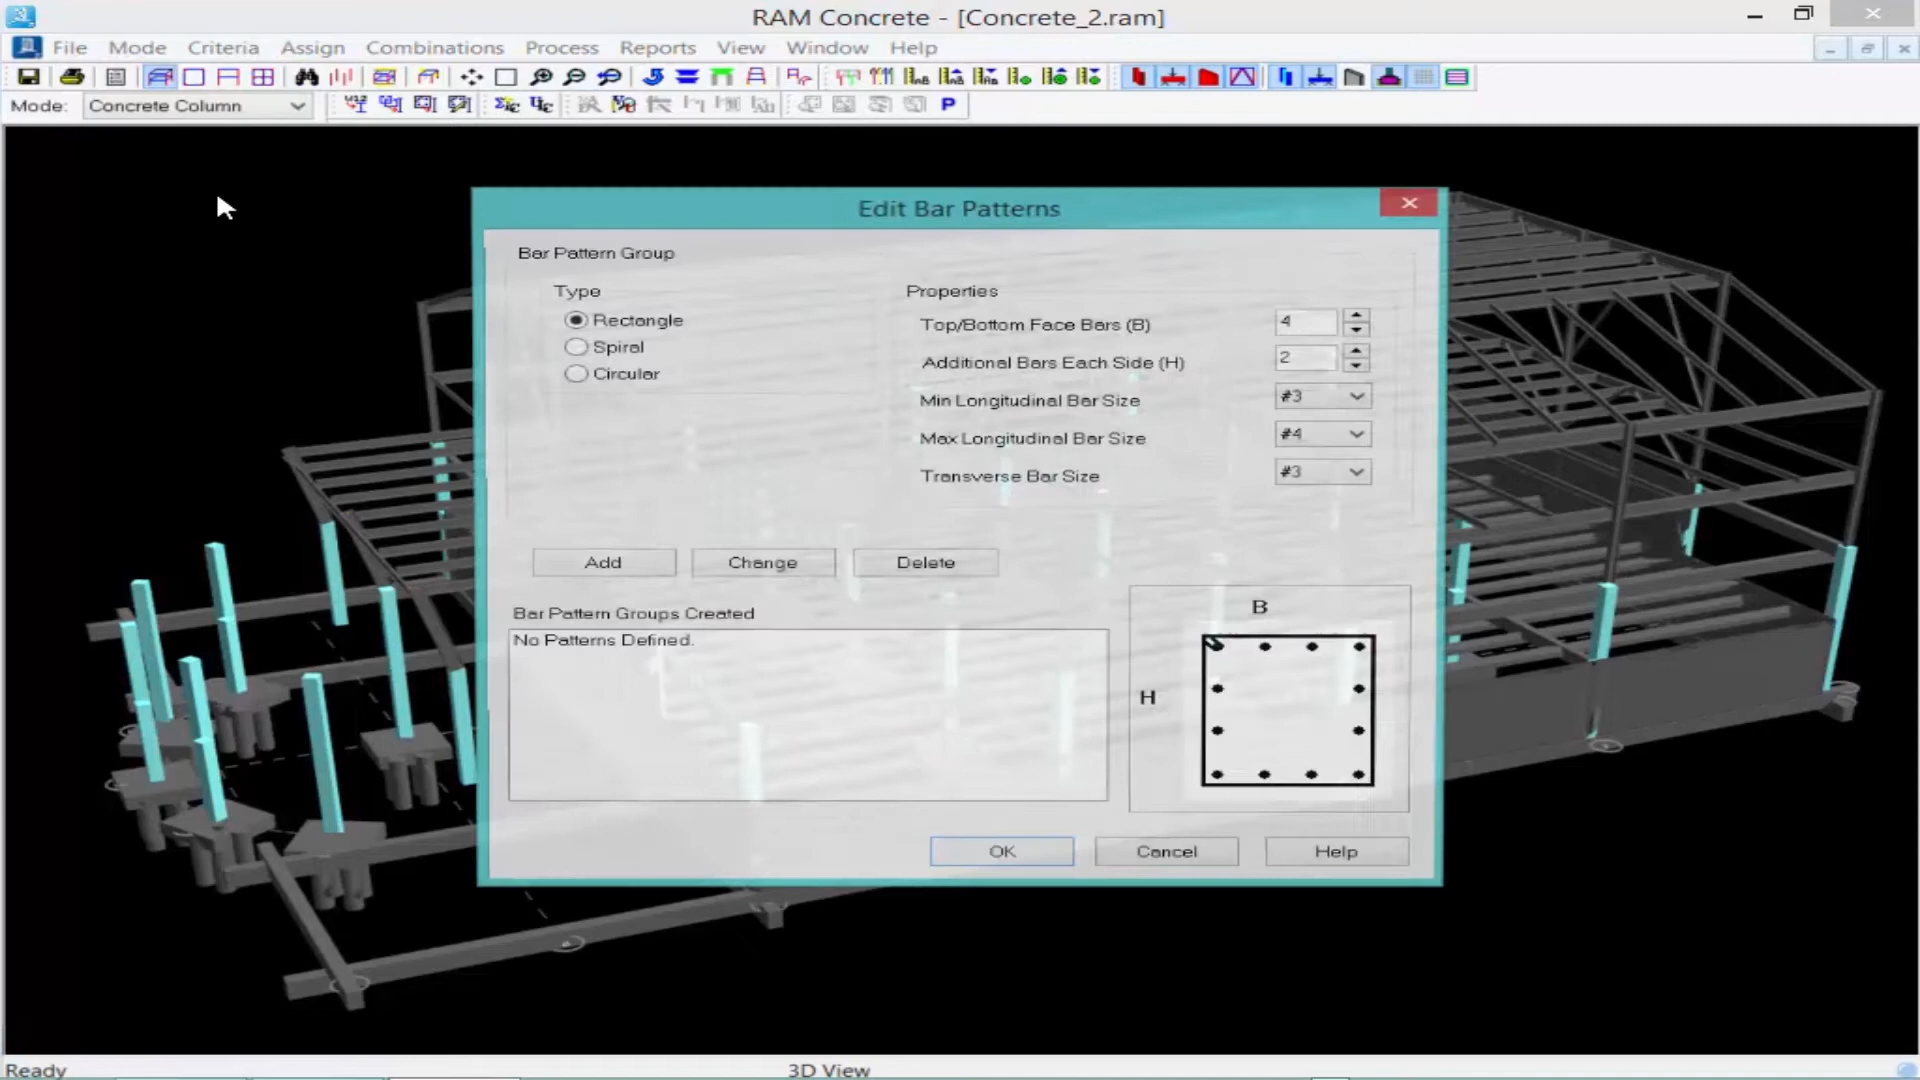 RAM Concrete - [Concrete_2.ram]
File Mode Criteria Assign Combinations Process Reports View Window Help
Mode: Concrete Column
P
Edit Bar Patterns
Bar Pattern Group
Type
Rectangle
Spiral
Circular
Properties
Top/Bottom Face Bars (B) 4
Additional Bars Each Side (H) 2
Min Longitudinal Bar Size #3
Max Longitudinal Bar Size #4
Transverse Bar Size #3
Add Change Delete
Bar Pattern Groups Created
No Patterns Defined.
B
H
OK Cancel Help
Ready 3D View